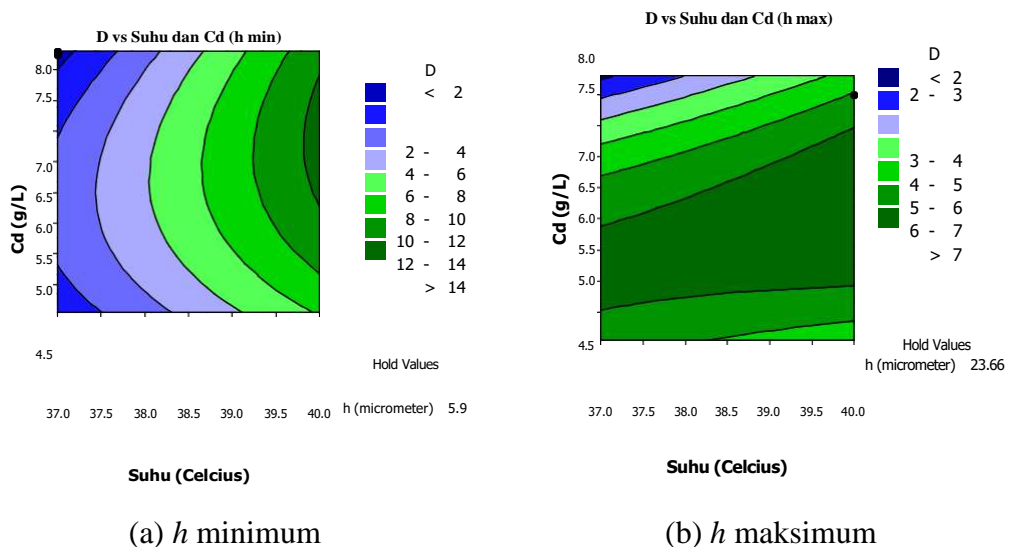 D vs Suhu dan Cd (h min)
8.0
7.5
7.0
6.5
6.0
5.5
5.0
4.5
Cd (g/L)
37.0 37.5 38.0 38.5 39.0 39.5 40.0
Suhu (Celcius)
D
< 2
2 - 4
4 - 6
6 - 8
8 - 10
10 - 12
12 - 14
> 14
Hold Values
h (micrometer) 5.9
(a) h minimum
D vs Suhu dan Cd (h max)
8.0
7.5
7.0
6.5
6.0
5.5
5.0
4.5
Cd (g/L)
37.0 37.5 38.0 38.5 39.0 39.5 40.0
Suhu (Celcius)
D
< 2
2 - 3
3 - 4
4 - 5
5 - 6
6 - 7
> 7
Hold Values
h (micrometer) 23.66
(b) h maksimum